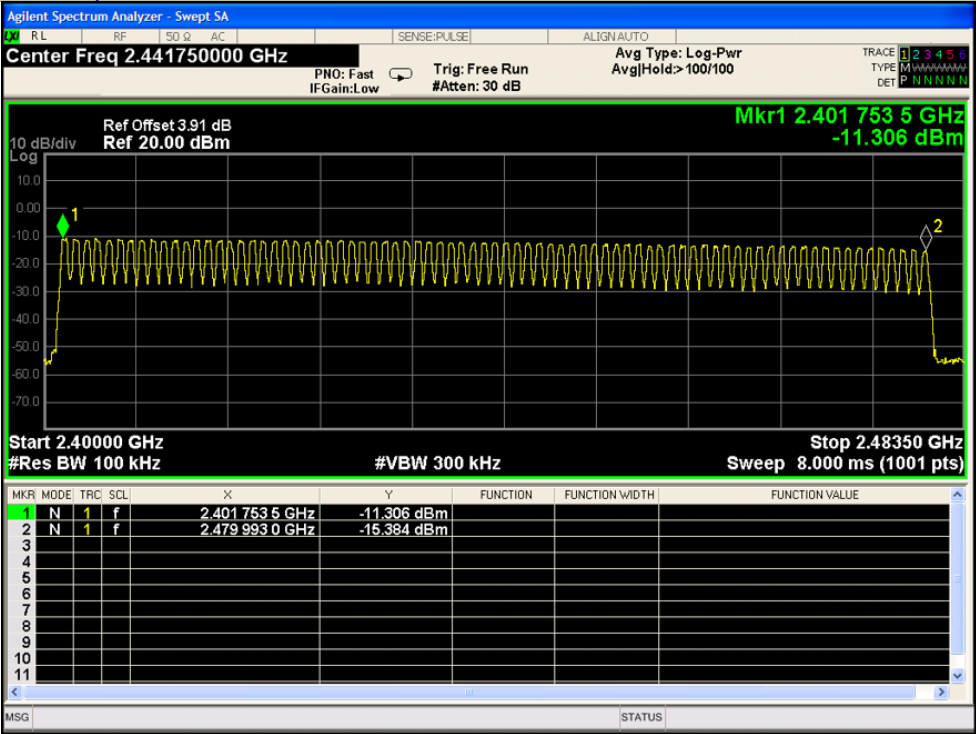 Agilent Spectrum Analyzer - Swept SA
LXI RL RF 50 Ω AC SENSE:PULSE ALIGN AUTO
Center Freq 2.441750000 GHz
PNO: Fast
IFGain:Low
Trig: Free Run
#Atten: 30 dB
Avg Type: Log-Pwr
Avg|Hold:> 100/100
TRACE 1 2 3 4 5 6
TYPE M
DET P N N N N N
Mkr1 2.401 753 5 GHz
-11.306 dBm
Ref Offset 3.91 dB
10 dB/div Ref 20.00 dBm
Log
10.0
0.00
-10.0
-20.0
-30.0
-40.0
-50.0
-60.0
-70.0
1
2
Start 2.40000 GHz Stop 2.48350 GHz
#Res BW 100 kHz #VBW 300 kHz Sweep 8.000 ms (1001 pts)
MKR MODE TRC SCL X Y FUNCTION FUNCTION WIDTH FUNCTION VALUE
1 N 1 f 2.401 753 5 GHz -11.306 dBm
2 N 1 f 2.479 993 0 GHz -15.384 dBm
3
4
5
6
7
8
9
10
11
MSG STATUS